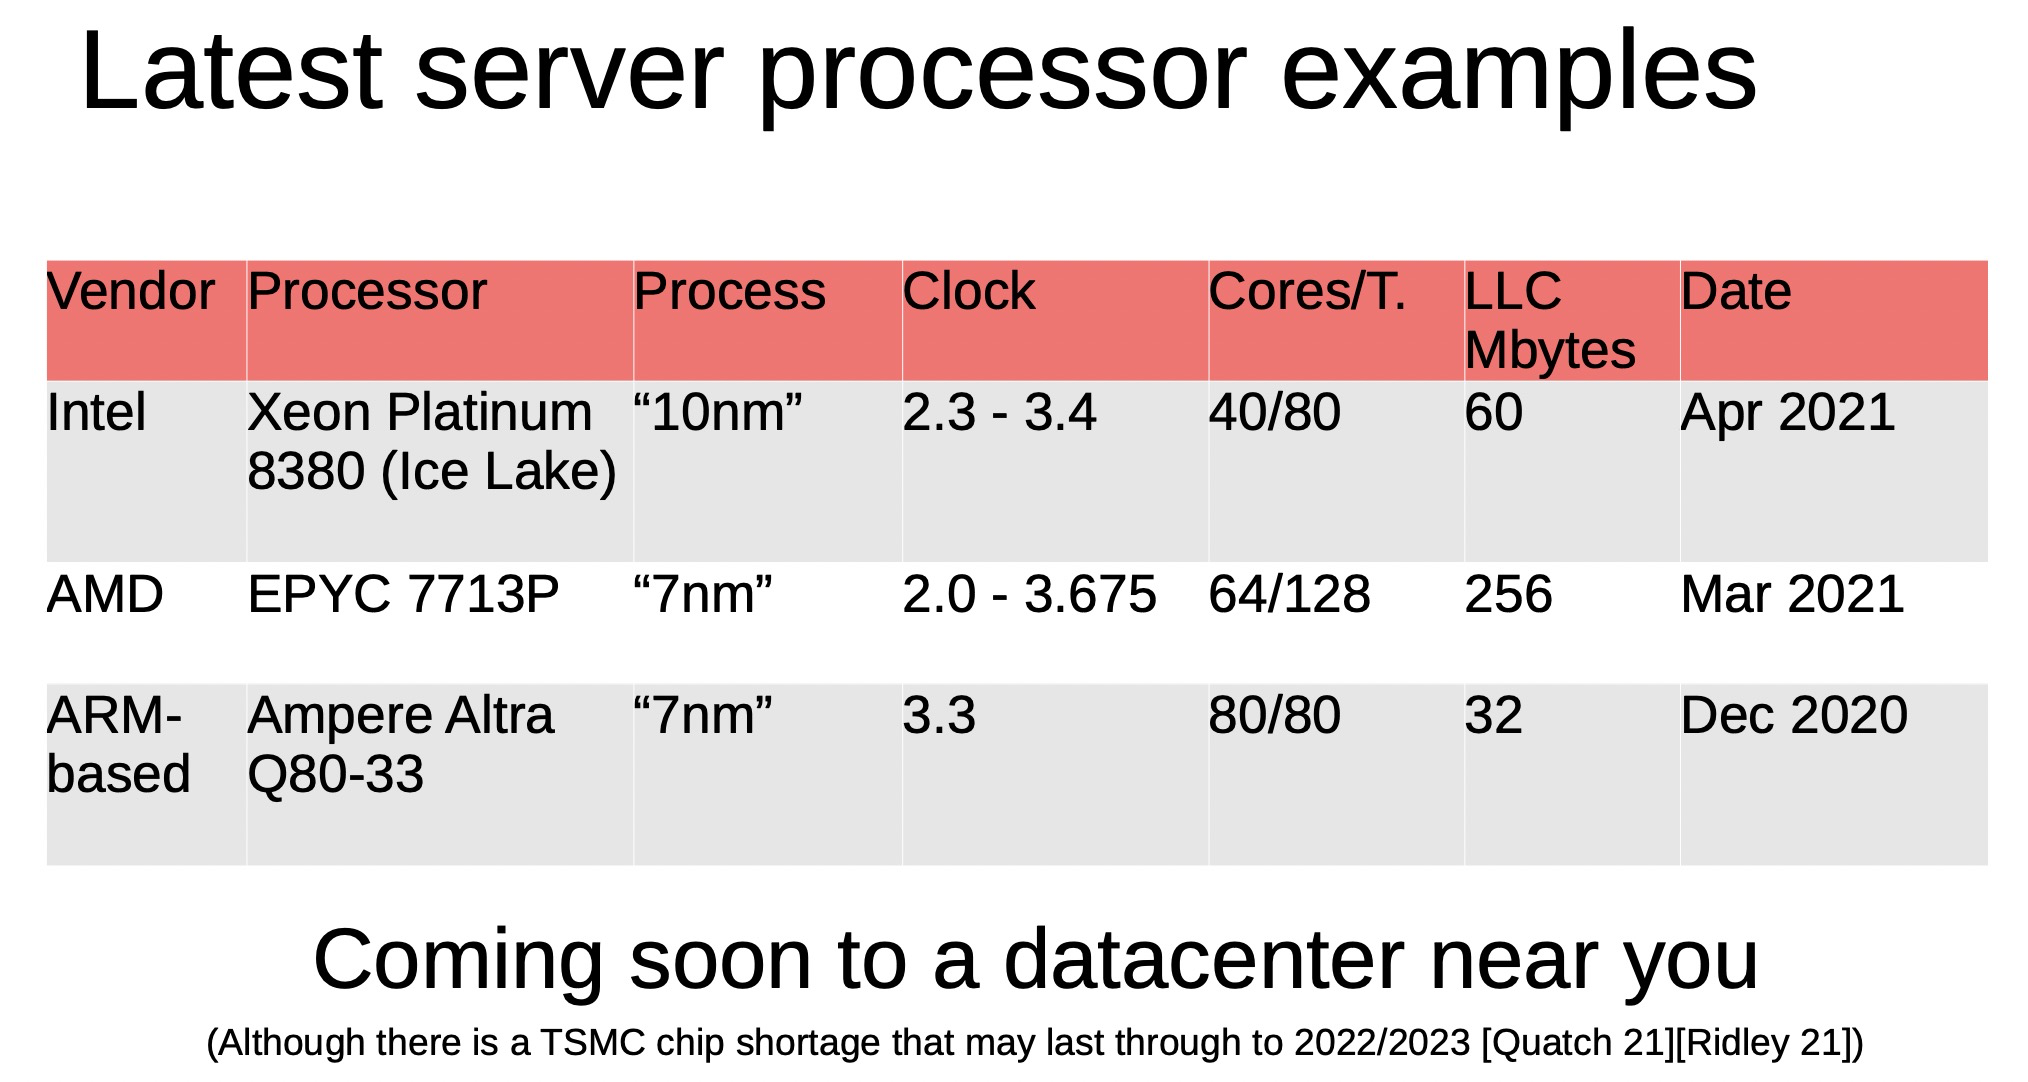 Latest server processor examples
Vendor Processor Process Clock Cores/T. LLC Mbytes Date
Intel Xeon Platinum 8380 (Ice Lake) “10nm” 2.3 - 3.4 40/80 60 Apr 2021
AMD EPYC 7713P “7nm” 2.0 - 3.675 64/128 256 Mar 2021
ARM-based Ampere Altra Q80-33 “7nm” 3.3 80/80 32 Dec 2020
Coming soon to a datacenter near you
(Although there is a TSMC chip shortage that may last through to 2022/2023 [Quatch 21][Ridley 21])